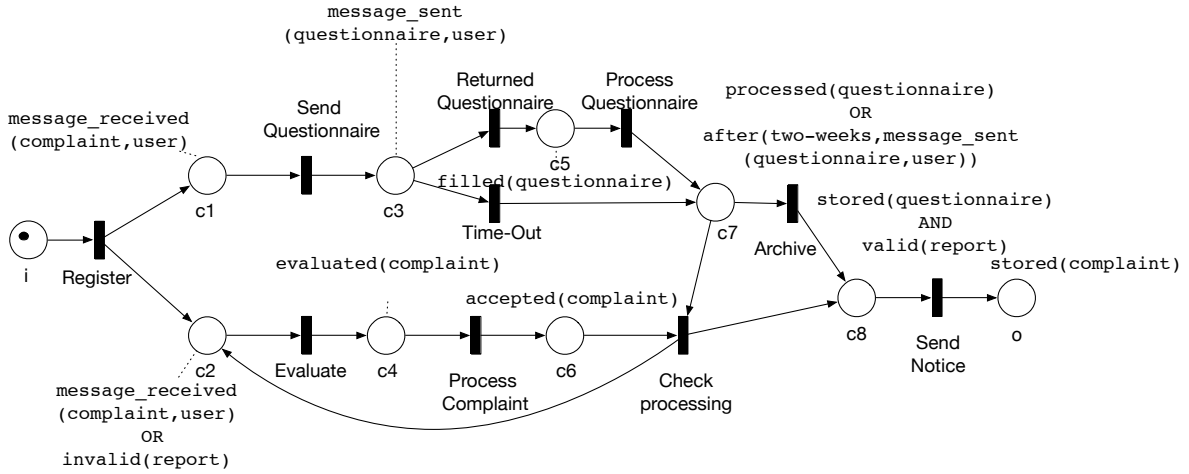 message_sent
(questionnaire,user)
Returned
Questionnaire
Process
Questionnaire
processed(questionnaire)
OR
after(two-weeks,message_sent
(questionnaire,user))
Send
Questionnaire
message_received
(complaint,user)
c5
filled(questionnaire)
c1
c3
c7
Time-Out
Archive
stored(questionnaire)
AND
valid(report)
stored(complaint)
i
Register
evaluated(complaint)
accepted(complaint)
c8
Send
Notice
o
c2
Evaluate
c4
Process
Complaint
c6
Check
processing
message_received
(complaint,user)
OR
invalid(report)